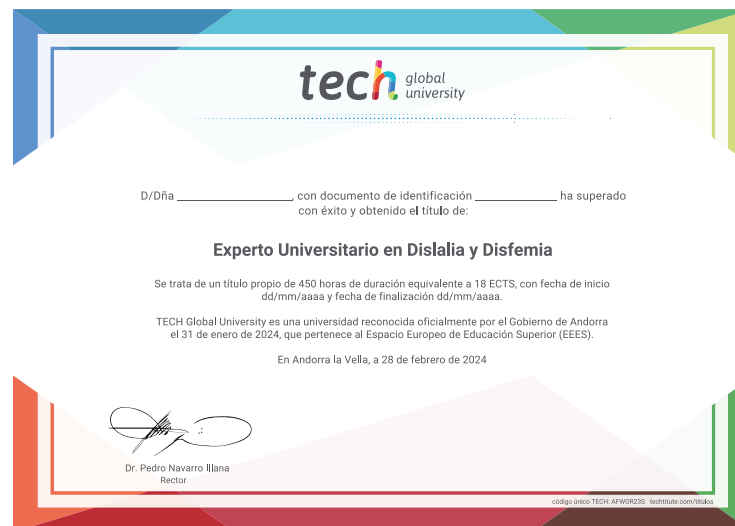 tech global university
D/Dña ____________________, con documento de identificación ______________ ha superado
con éxito y obtenido el título de:
Experto Universitario en Dislalia y Disfemia
Se trata de un título propio de 450 horas de duración equivalente a 18 ECTS, con fecha de inicio
dd/mm/aaaa y fecha de finalización dd/mm/aaaa.
TECH Global University es una universidad reconocida oficialmente por el Gobierno de Andorra
el 31 de enero de 2024, que pertenece al Espacio Europeo de Educación Superior (EEES).
En Andorra la Vella, a 28 de febrero de 2024
Dr. Pedro Navarro Illana
Rector
código único TECH: AFWOR23S techtitute.com/titulos